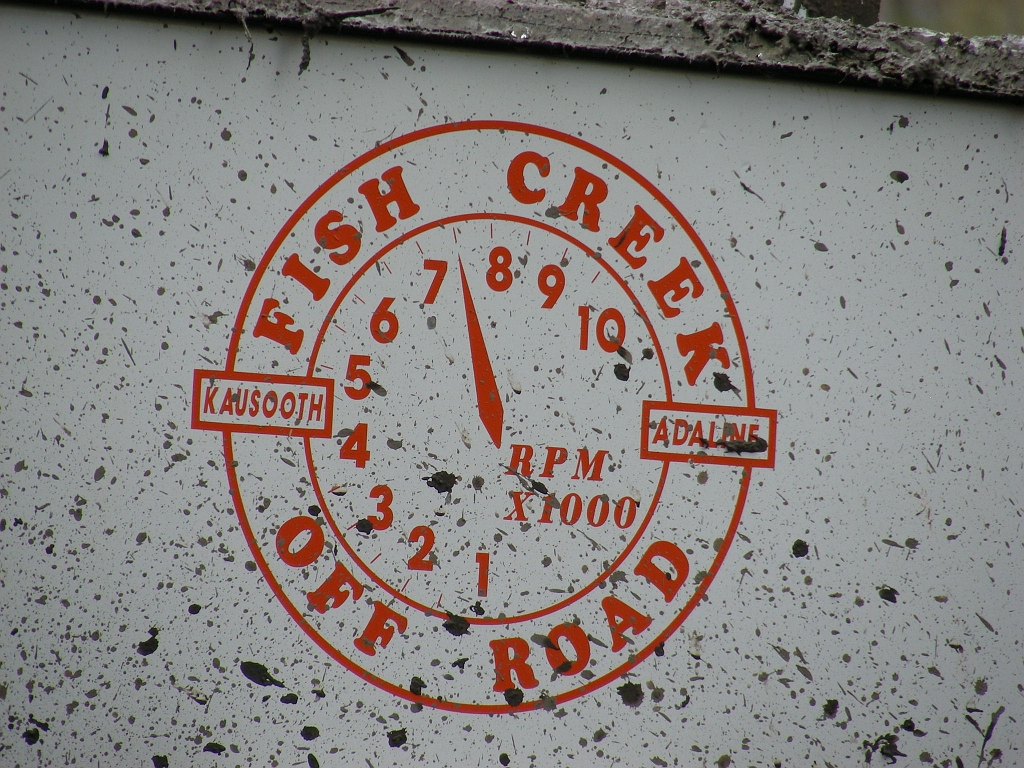 FISH CREEK
7 8 9
6 10
5
KAUSOOTH
ADALINE
4
RPM
X1000
3
2
1
OFF ROAD